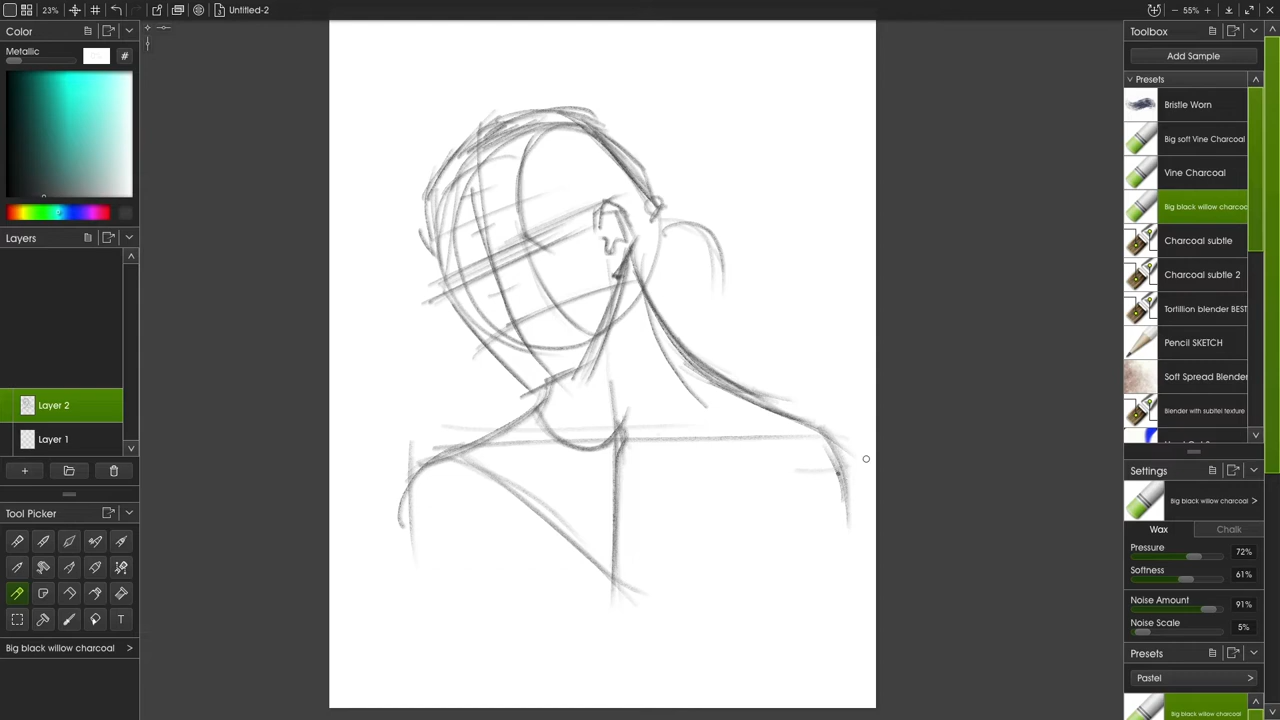 23%
Untitled-2
55%
Color
Metallic
#
Layers
Layer 2
Layer 1
Tool Picker
T
Big black willow charcoal >
Toolbox
Add Sample
Presets
Bristle Worn
Big soft Vine Charcoal
Vine Charcoal
Big black willow charcoa
Charcoal subtle
Charcoal subtle 2
Tortillion blender BEST
Pencil SKETCH
Soft Spread Blender
Blender with subtel texture
Settings
Big black willow charcoal >
Wax Chalk
Pressure 72%
Softness 61%
Noise Amount 91%
Noise Scale 5%
Presets
Pastel >
Big black willow charcoal